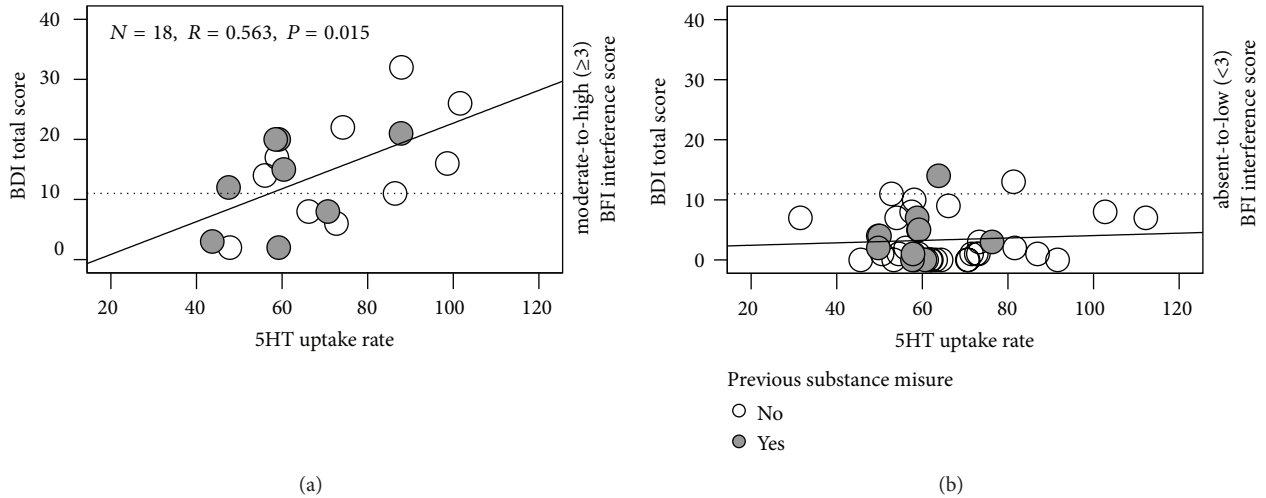 N = 18, R = 0.563, P = 0.015
40
30
20
10
0
BDI total score
20
40
60
80
100
120
5HT uptake rate
moderate-to-high (≥3)
BFI interference score
(a)
40
30
20
10
0
BDI total score
20
40
60
80
100
120
5HT uptake rate
absent-to-low (<3)
BFI interference score
Previous substance misure
No
Yes
(b)